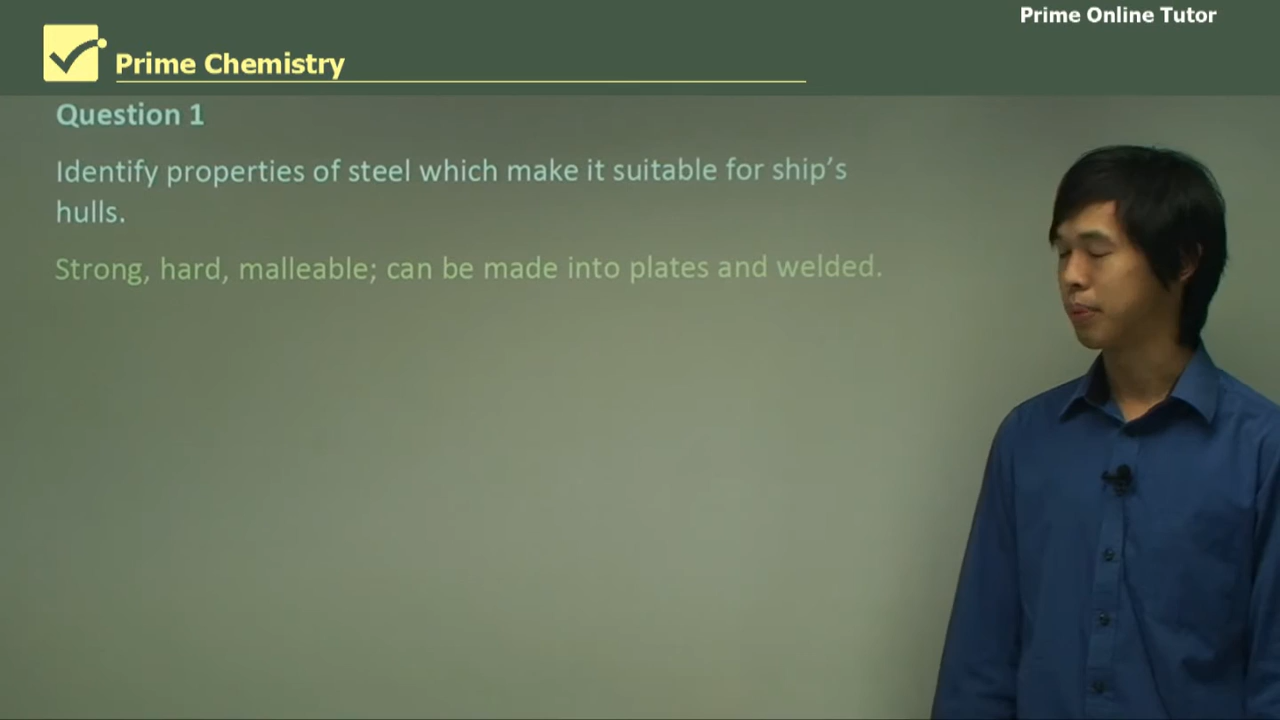 Prime Online Tutor
Prime Chemistry
Question 1
Identify properties of steel which make it suitable for ship’s
hulls.
Strong, hard, malleable; can be made into plates and welded.